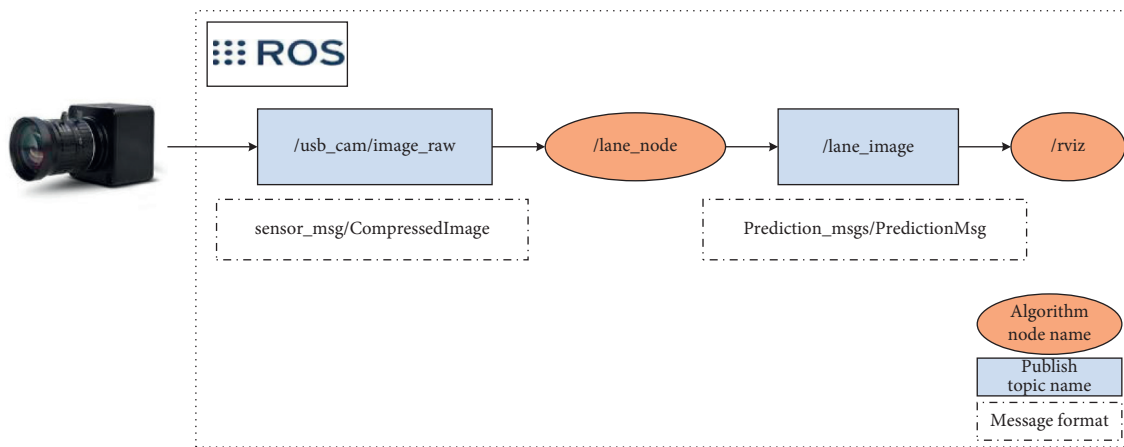 ROS
/usb_cam/image_raw
/lane_node
/lane_image
/rviz
sensor_msg/CompressedImage
Prediction_msgs/PredictionMsg
Algorithm
node name
Publish
topic name
Message format